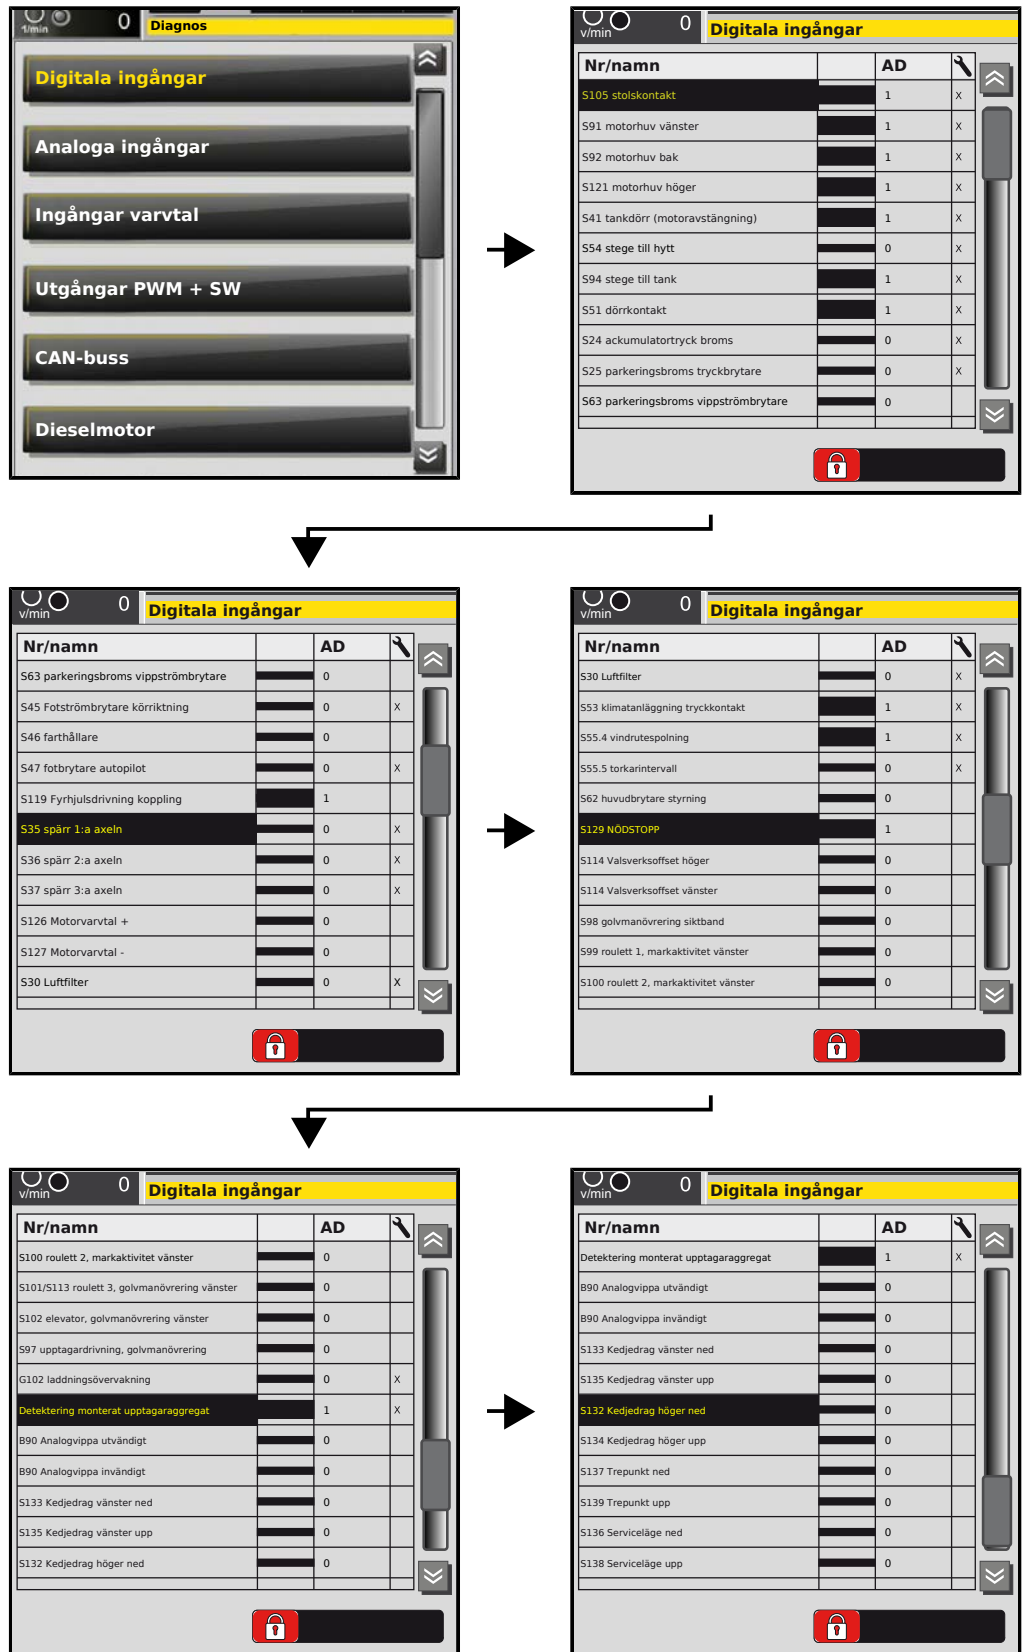 1/min 0 Diagnos
Digitala ingångar
Analoga ingångar
Ingångar varvtal
Utgångar PWM + SW
CAN-buss
Dieselmotor
v/min 0 Digitala ingångar
Nr/namn AD
S105 stolskontakt 1 X
S91 motorhuv vänster 1 X
S92 motorhuv bak 1 X
S121 motorhuv höger 1 X
S41 tankdörr (motoravstängning) 1 X
S54 stege till hytt 0 X
S94 stege till tank 1 X
S51 dörrkontakt 1 X
S24 ackumulatortryck broms 0 X
S25 parkeringsbroms tryckbrytare 0 X
S63 parkeringsbroms vippströmbrytare 0
v/min 0 Digitala ingångar
Nr/namn AD
S63 parkeringsbroms vippströmbrytare 0
S45 Fotströmbrytare körriktning 0 X
S46 farthållare 0
S47 fotbrytare autopilot 0 X
S119 Fyrhjulsdrivning koppling 1
S35 spärr 1:a axeln 0 X
S36 spärr 2:a axeln 0 X
S37 spärr 3:a axeln 0 X
S126 Motorvarvtal + 0
S127 Motorvarvtal - 0
S30 Luftfilter 0 X
v/min 0 Digitala ingångar
Nr/namn AD
S30 Luftfilter 0 X
S53 klimatanläggning tryckkontakt 1 X
S55.4 vindrutespolning 1 X
S55.5 torkarintervall 0 X
S62 huvudbrytare styrning 0
S129 NÖDSTOPP 1
S114 Valsverksoffset höger 0
S114 Valsverksoffset vänster 0
S98 golvmanövrering siktband 0
S99 roulett 1, markaktivitet vänster 0
S100 roulett 2, markaktivitet vänster 0
v/min 0 Digitala ingångar
Nr/namn AD
S100 roulett 2, markaktivitet vänster 0
S101/S113 roulett 3, golvmanövrering vänster 0
S102 elevator, golvmanövrering vänster 0
S97 upptagardrivning, golvmanövrering 0
G102 laddningsövervakning 0 X
Detektering monterat upptagaraggregat 1 X
B90 Analogvippa utvändigt 0
B90 Analogvippa invändigt 0
S133 Kedjedrag vänster ned 0
S135 Kedjedrag vänster upp 0
S132 Kedjedrag höger ned 0
v/min 0 Digitala ingångar
Nr/namn AD
Detektering monterat upptagaraggregat 1 X
B90 Analogvippa utvändigt 0
B90 Analogvippa invändigt 0
S133 Kedjedrag vänster ned 0
S135 Kedjedrag vänster upp 0
S132 Kedjedrag höger ned 0
S134 Kedjedrag höger upp 0
S137 Trepunkt ned 0
S139 Trepunkt upp 0
S136 Serviceläge ned 0
S138 Serviceläge upp 0